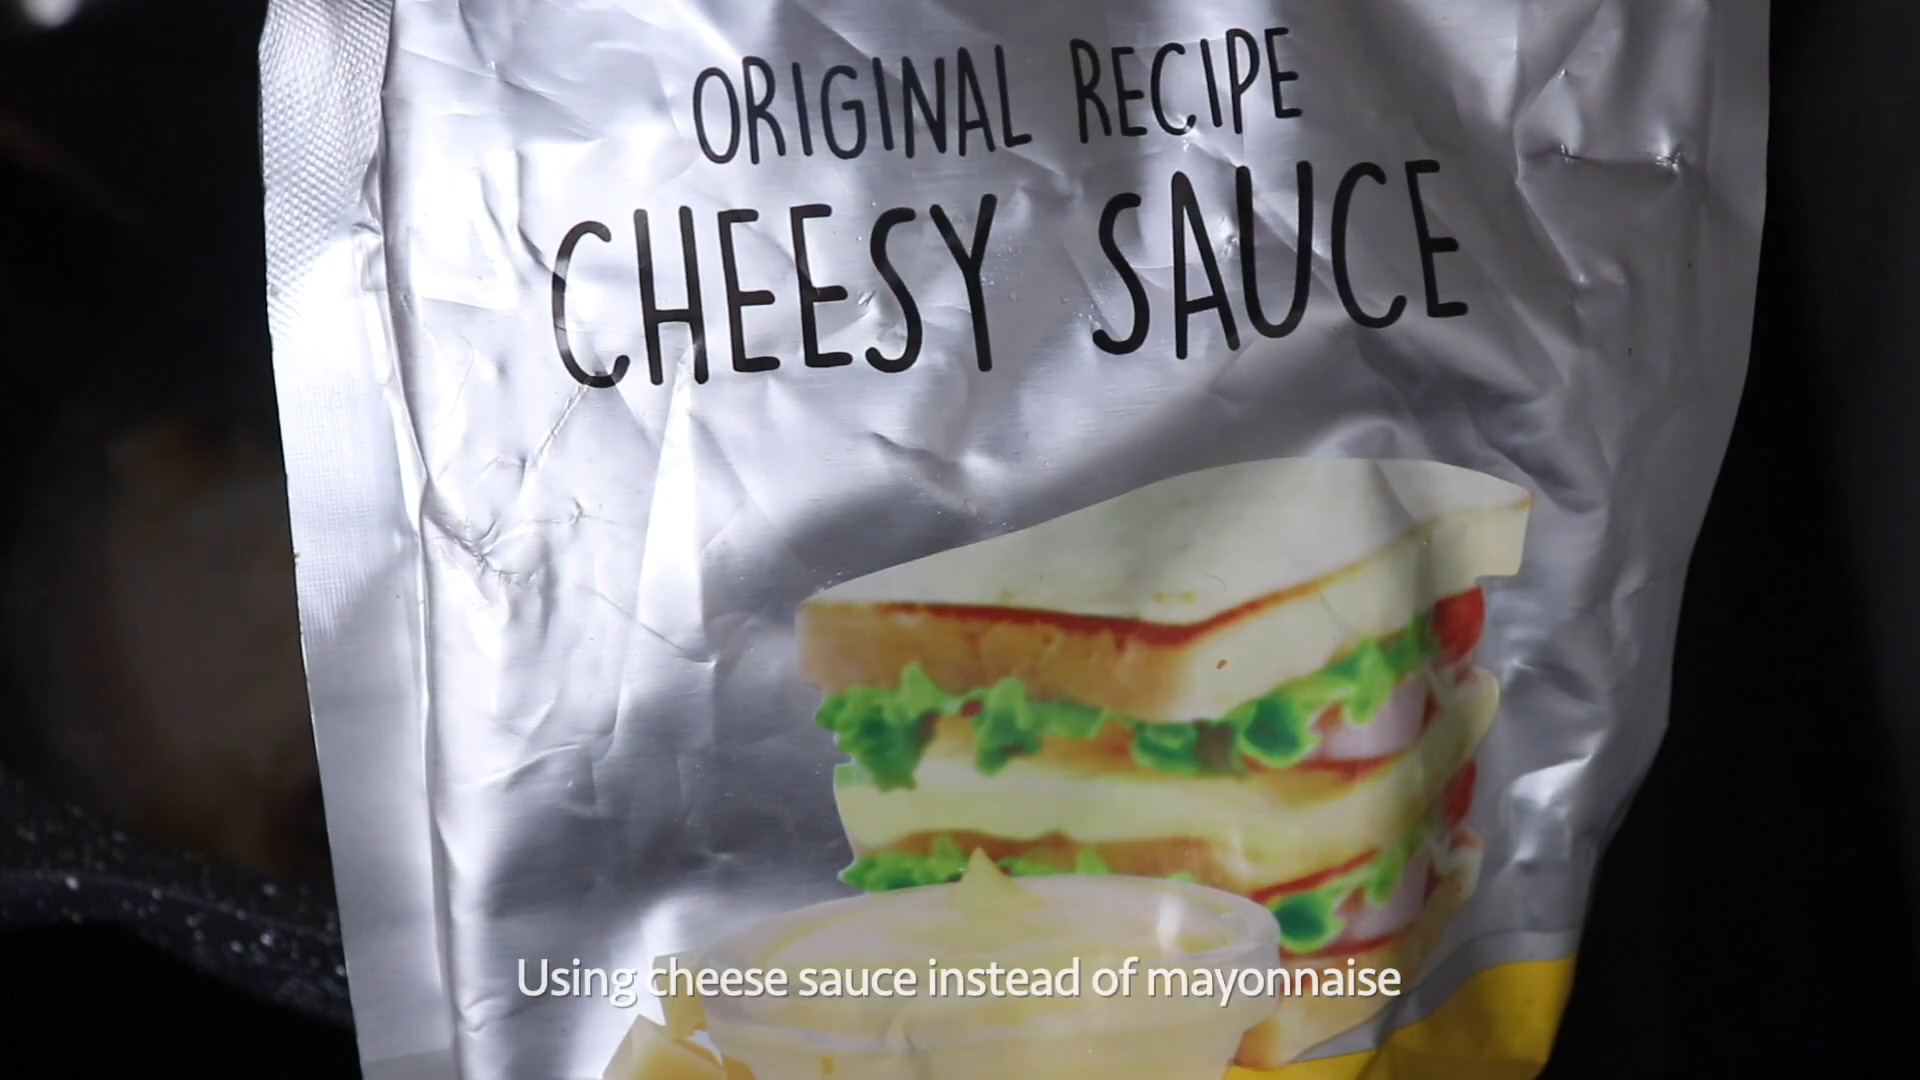 ORIGINAL RECIPE
CHEESY SAUCE
Using cheese sauce instead of mayonnaise